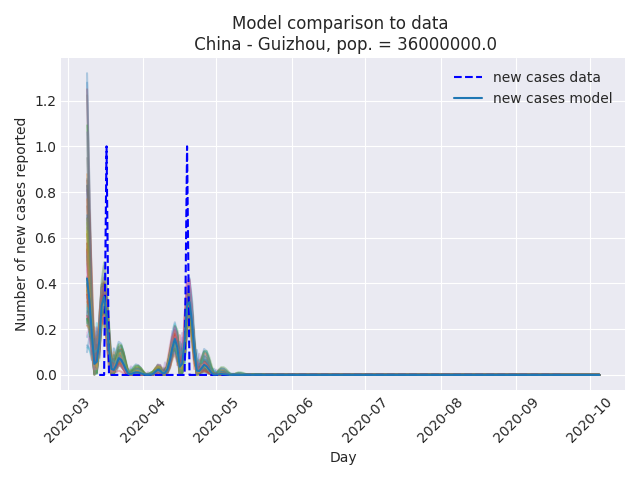 Model comparison to data
China - Guizhou, pop. = 36000000.0
new cases data
new cases model
Number of new cases reported
1.2
1.0
0.8
0.6
0.4
0.2
0.0
2020-03
2020-04
2020-05
2020-06
2020-07
2020-08
2020-09
2020-10
Day